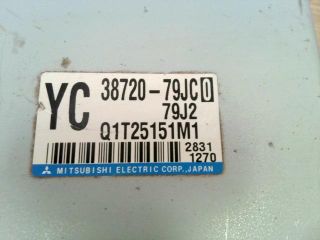 YC 38720-79JC0
79J2
Q1T25151M1
2831
1270
MITSUBISHI ELECTRIC CORP., JAPAN